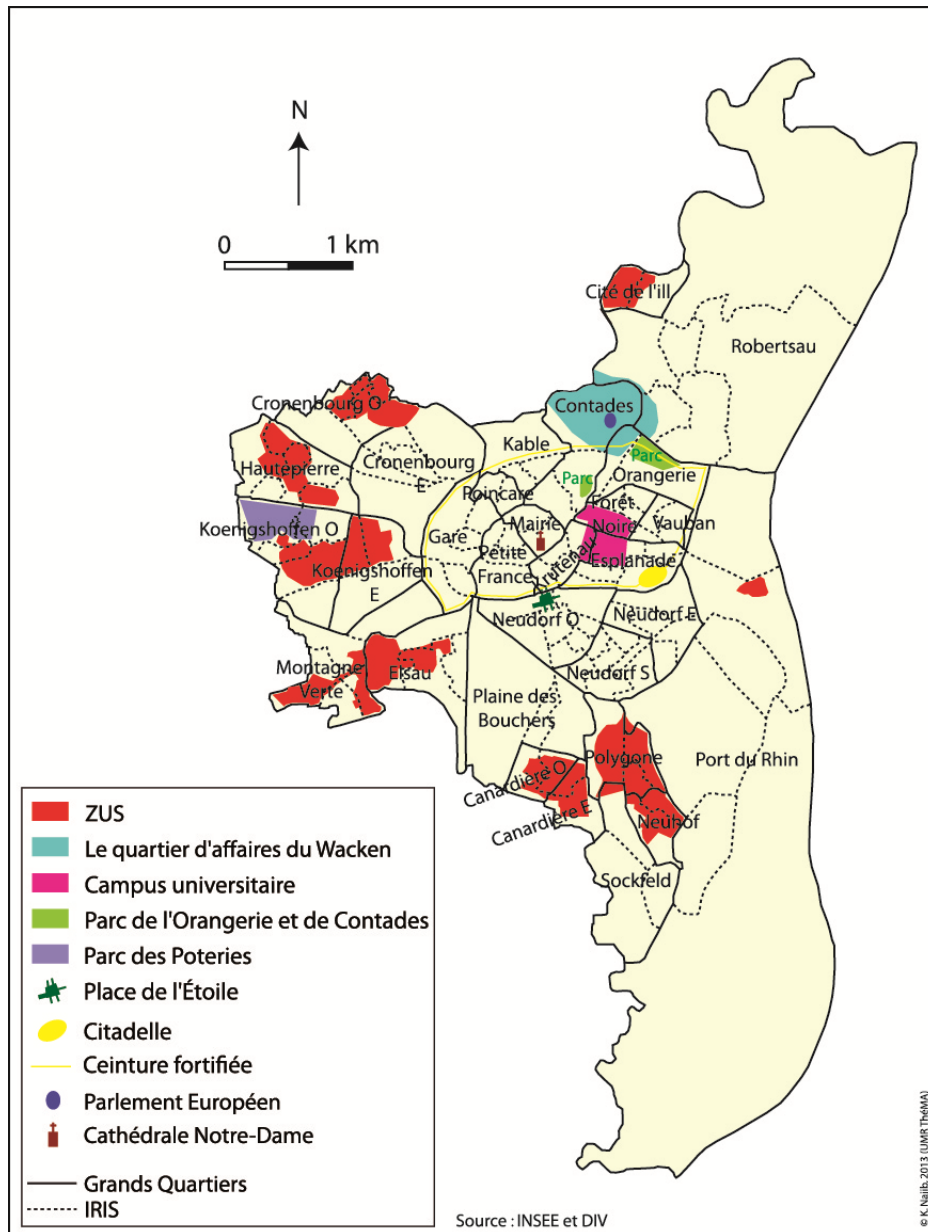 N
0 1 km
Cité de l'ill
Robertsau
Contades
Cronenbourg O
Kable
Parc
Hautepierre
Cronenbourg
E
Orangerie
Parc
Poincare
Forêt
Noire
Mairie
Vauban
Koenigshoffen O
Gare
Petite
France
Krutenau
Esplanade
Koenigshoffen
E
Neudorf O
Neudorf E
Montagne
Verte
Elsau
Neudorf S
Plaine des
Bouchers
Polygone
Port du Rhin
Canardière O
Canardière E
Neuhof
Sockfeld
ZUS
Le quartier d'affaires du Wacken
Campus universitaire
Parc de l'Orangerie et de Contades
Parc des Poteries
Place de l'Étoile
Citadelle
Ceinture fortifiée
Parlement Européen
Cathédrale Notre-Dame
Grands Quartiers
IRIS
Source : INSEE et DIV
© K. Najib, 2013 (UMR ThéMA)